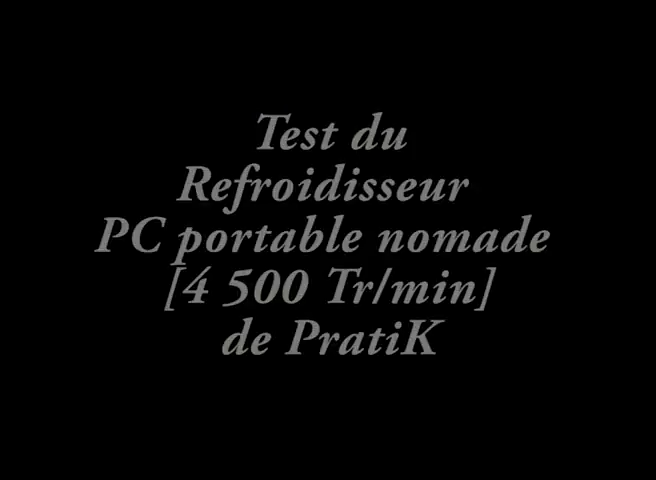 Test du
Refroidisseur
PC portable nomade
[4 500 Tr/min]
de PratiK